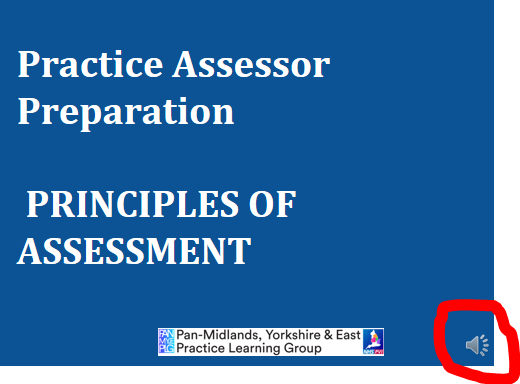 Practice Assessor
Preparation
PRINCIPLES OF
ASSESSMENT
Pan-Midlands, Yorkshire & East
Practice Learning Group